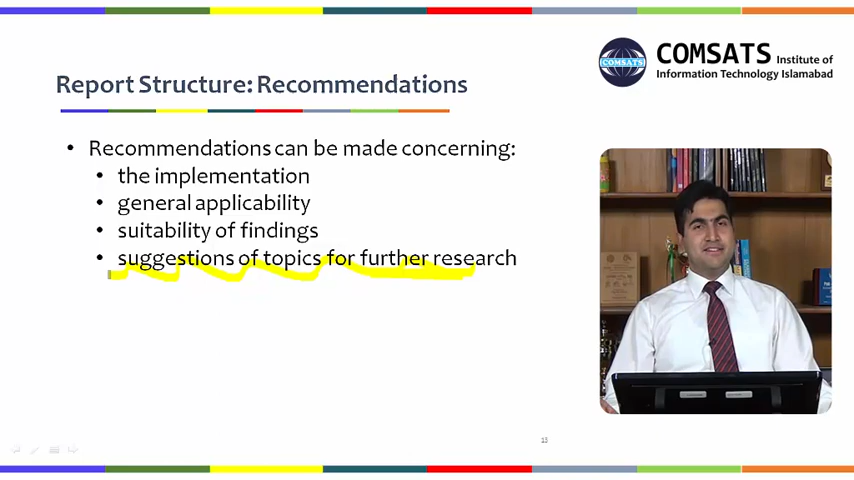 COMSATS Institute of
Information Technology Islamabad
COMSATS
Report Structure: Recommendations
• Recommendations can be made concerning:
• the implementation
• general applicability
• suitability of findings
• suggestions of topics for further research